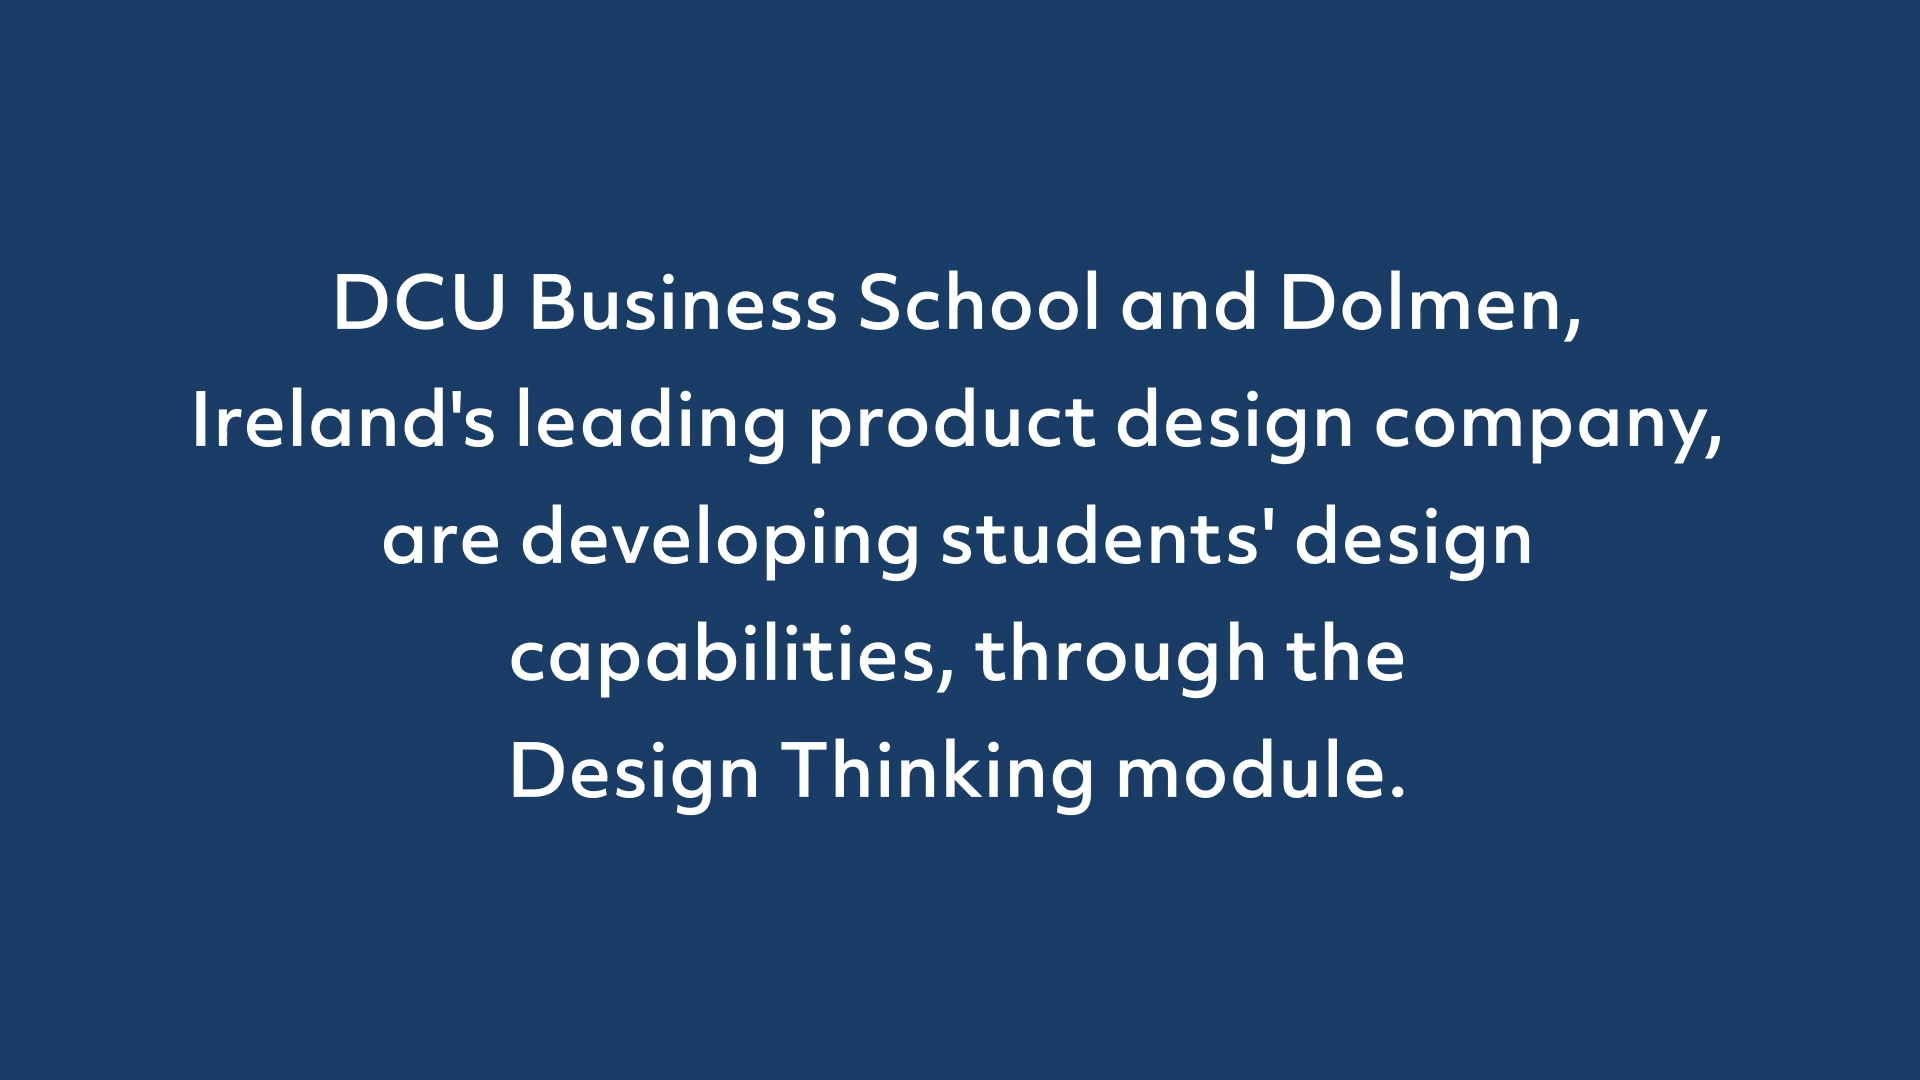 DCU Business School and Dolmen,
Ireland's leading product design company,
are developing students' design
capabilities, through the
Design Thinking module.